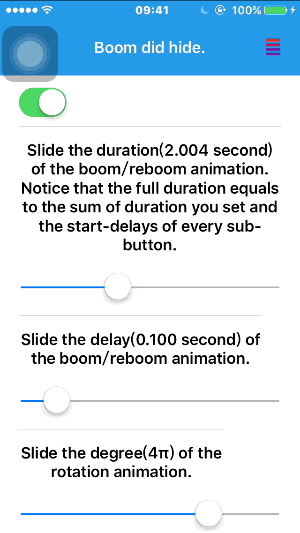 09:41
100%
Boom did hide.
Slide the duration(2.004 second)
of the boom/reboom animation.
Notice that the full duration equals
to the sum of duration you set and
the start-delays of every sub-
button.
Slide the delay(0.100 second) of
the boom/reboom animation.
Slide the degree(4π) of the
rotation animation.